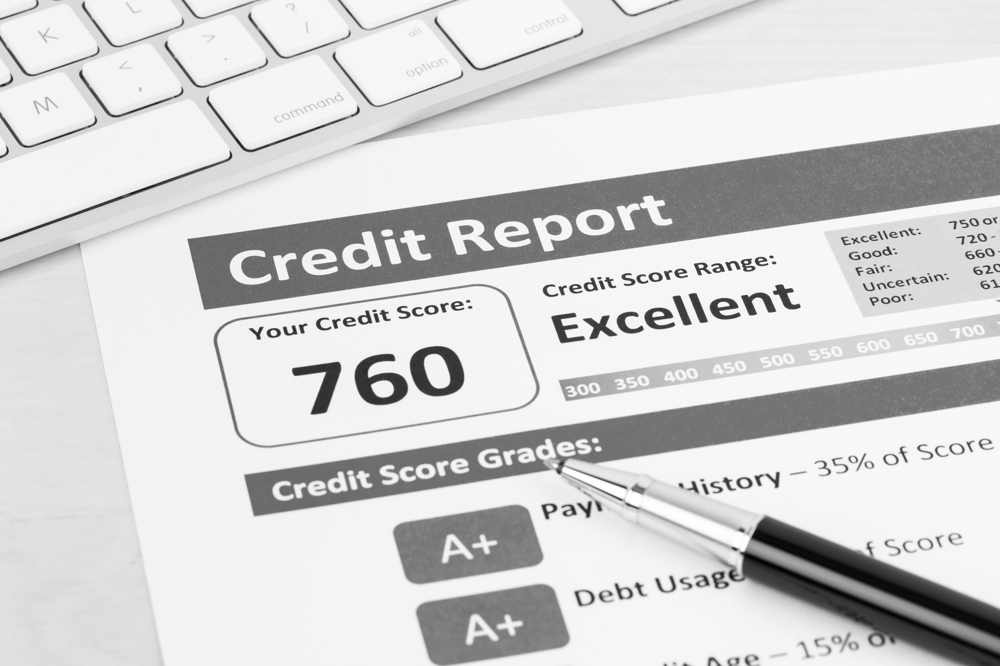 K
L
?
/
>
.
<
,
M
alt
option
control
command
Credit Report
Your Credit Score:
760
Credit Score Range:
Excellent
Excellent: 750 or
Good: 720 -
Fair: 660 -
Uncertain: 620
Poor: 61
300 350 400 450 500 550 600 650 700
Credit Score Grades:
A+ History – 35% of Score
A+ Debt Usage of Score
Age – 15% of